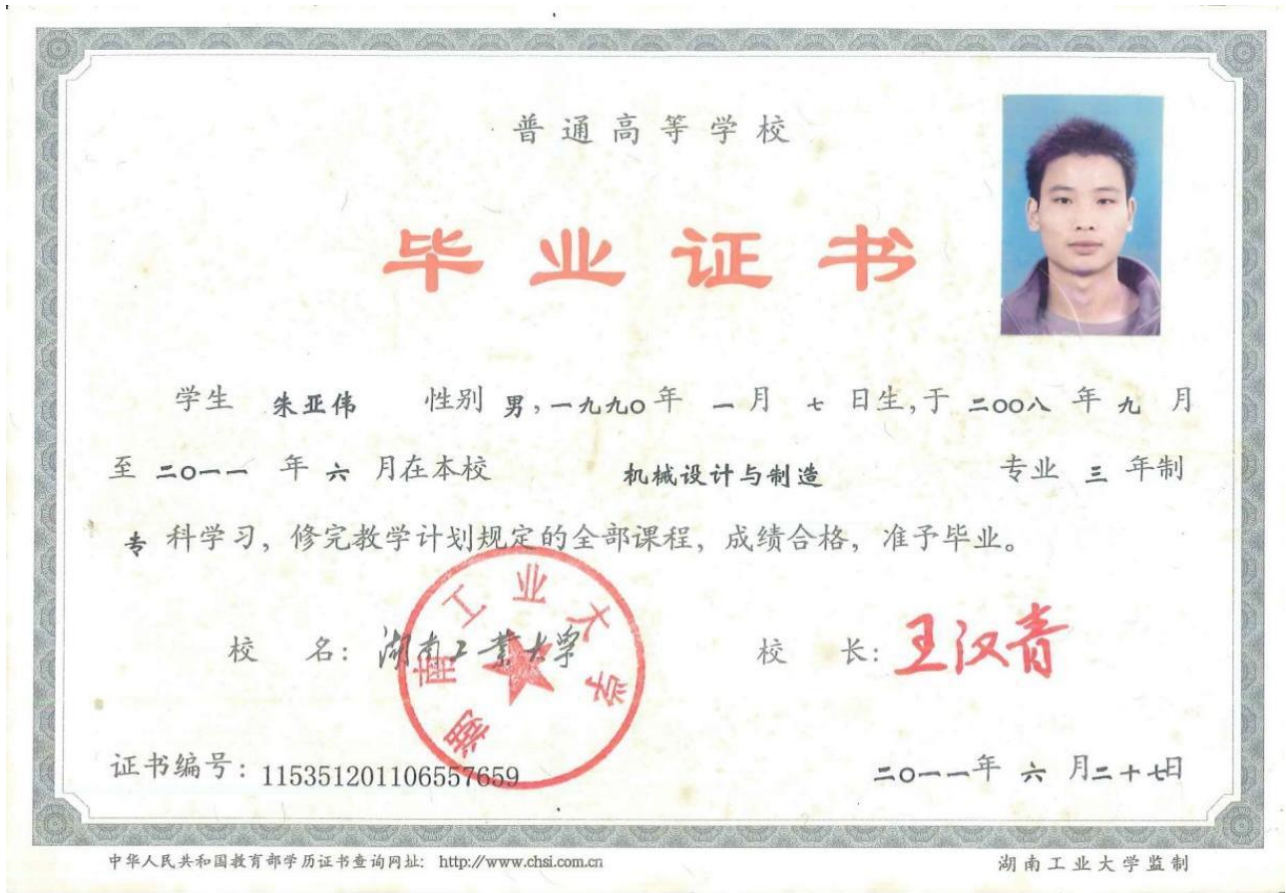 普通高等学校
毕业证书
学生 朱亚伟 性别 男，一九九〇年 一月 七 日生，于 二〇〇八 年 九 月
至 二〇一一 年 六 月在本校 机械设计与制造 专业 三 年制
专 科学习，修完教学计划规定的全部课程，成绩合格，准予毕业。
湖南工业大学
校 名：湖南工業大學 校 长：王汉青
证书编号：115351201106557659 二〇一一年 六 月二十七日
中华人民共和国教育部学历证书查询网址：http://www.chsi.com.cn 湖南工业大学监制